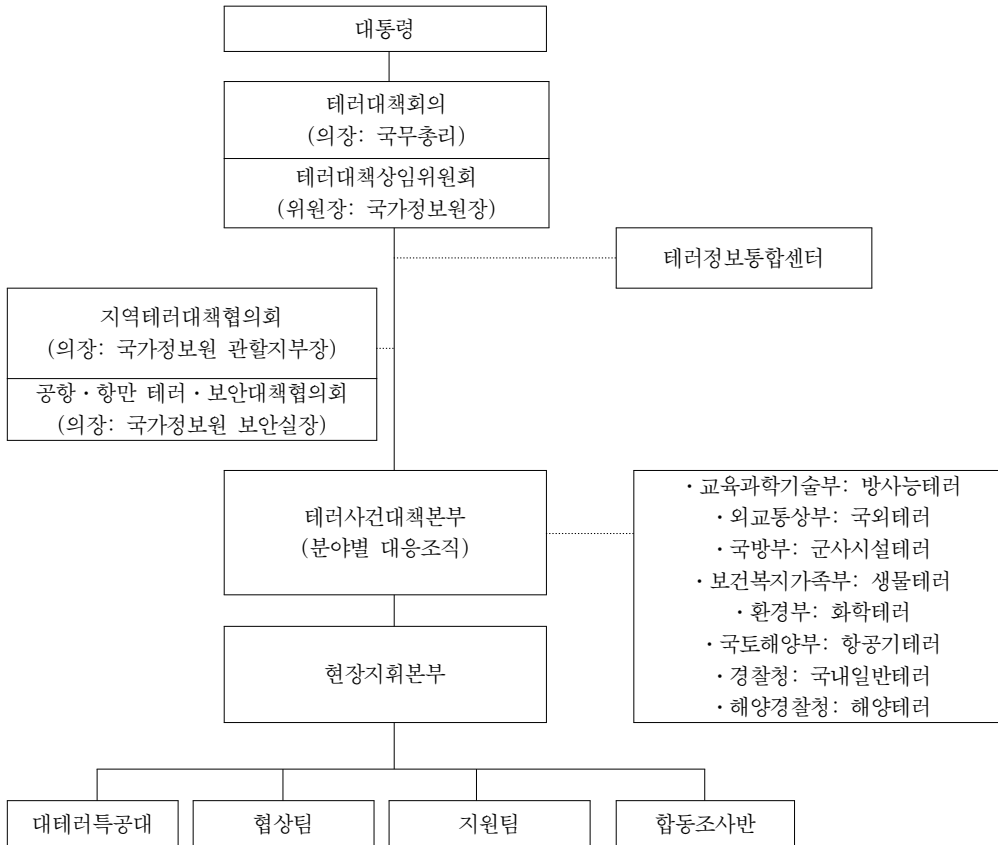 대통령
테러대책회의
(의장: 국무총리)
테러대책상임위원회
(위원장: 국가정보원장)
테러정보통합센터
지역테러대책협의회
(의장: 국가정보원 관할지부장)
공항·항만 테러·보안대책협의회
(의장: 국가정보원 보안실장)
테러사건대책본부
(분야별 대응조직)
·교육과학기술부: 방사능테러
·외교통상부: 국외테러
·국방부: 군사시설테러
·보건복지가족부: 생물테러
·환경부: 화학테러
·국토해양부: 항공기테러
·경찰청: 국내일반테러
·해양경찰청: 해양테러
현장지휘본부
대테러특공대
협상팀
지원팀
합동조사반